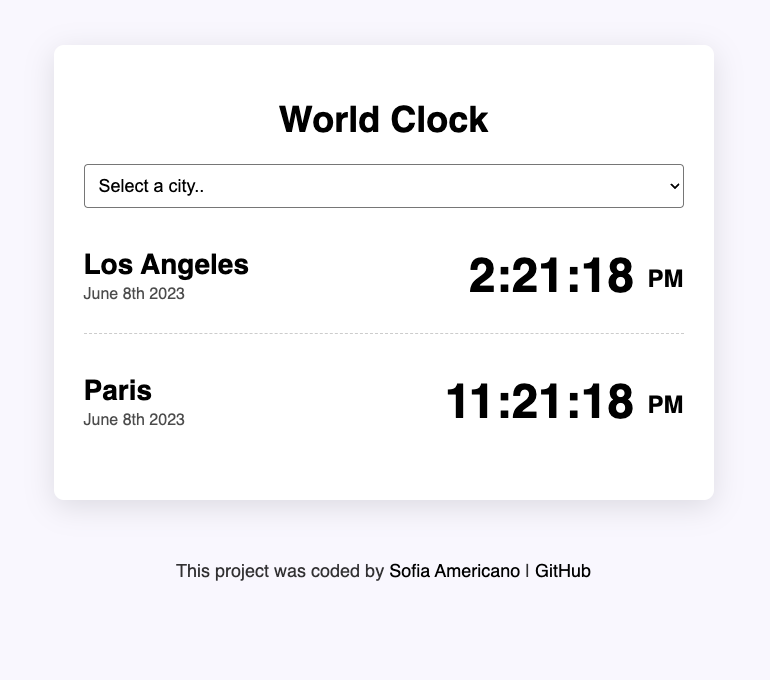 World Clock
Select a city..
Los Angeles
June 8th 2023
2:21:18 PM
Paris
June 8th 2023
11:21:18 PM
This project was coded by Sofia Americano | GitHub